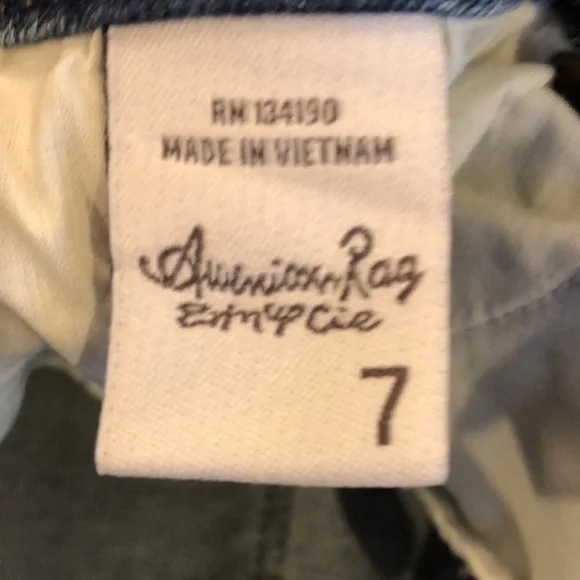 RN 134190
MADE IN VIETNAM
American Rag
Cie
7